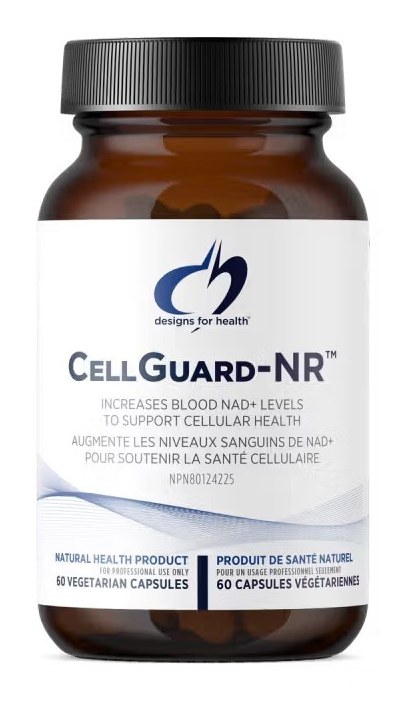 designs for health®
CELLGUARD-NR™
INCREASES BLOOD NAD+ LEVELS
TO SUPPORT CELLULAR HEALTH
AUGMENTE LES NIVEAUX SANGUINS DE NAD+
POUR SOUTENIR LA SANTÉ CELLULAIRE
NPN80124225
NATURAL HEALTH PRODUCT
FOR PROFESSIONAL USE ONLY
60 VEGETARIAN CAPSULES
PRODUIT DE SANTÉ NATUREL
POUR UN USAGE PROFESSIONNEL SEULEMENT
60 CAPSULES VÉGÉTARIENNES